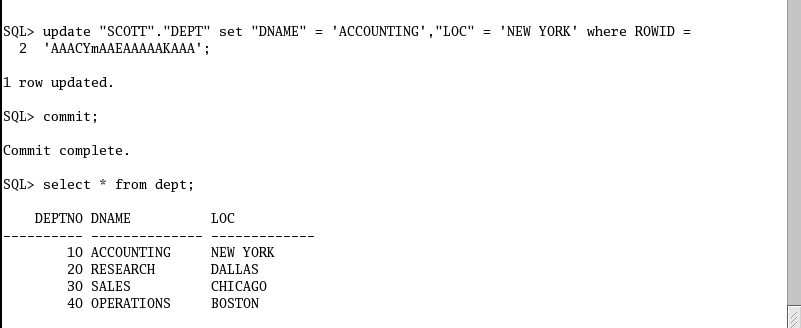 SQL> update "SCOTT"."DEPT" set "DNAME" = 'ACCOUNTING',"LOC" = 'NEW YORK' where ROWID =
  2  'AAACYmAAEAAAAAKAAA';
1 row updated.
SQL> commit;
Commit complete.
SQL> select * from dept;
    DEPTNO DNAME          LOC
---------- -------------- -------------
        10 ACCOUNTING     NEW YORK
        20 RESEARCH       DALLAS
        30 SALES          CHICAGO
        40 OPERATIONS     BOSTON